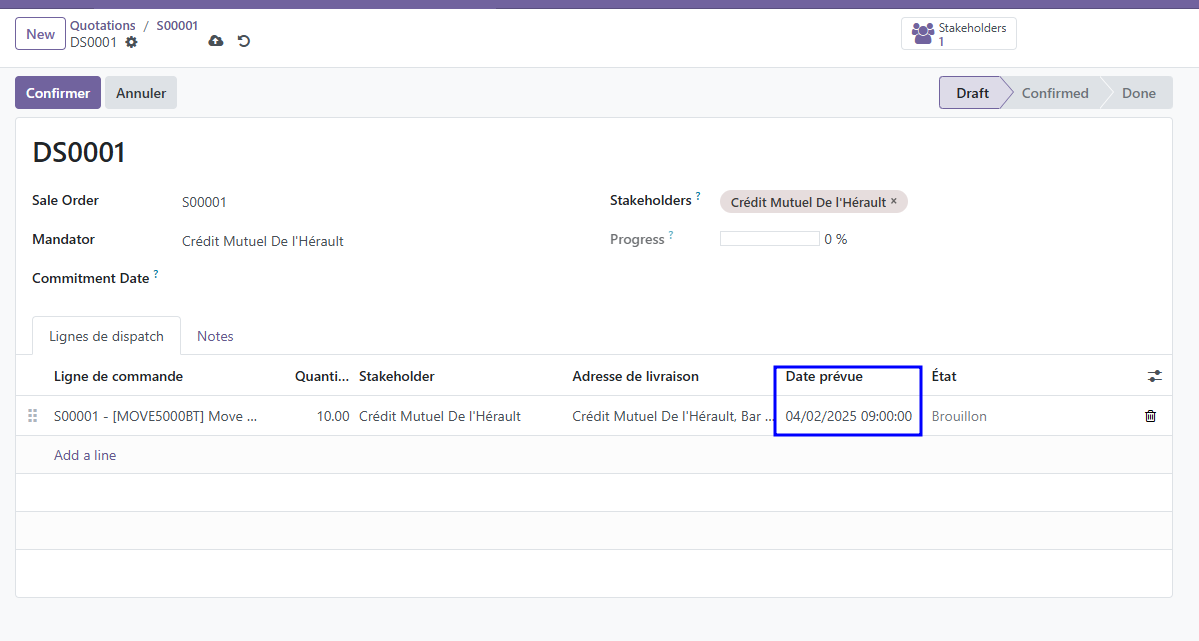 New
Quotations / S00001
DS0001
Stakeholders
1
Confirmer Annuler
Draft Confirmed Done
DS0001
Sale Order S00001
Stakeholders ? Crédit Mutuel De l'Hérault ×
Mandator Crédit Mutuel De l'Hérault
Progress ? 0 %
Commitment Date ?
Lignes de dispatch Notes
Ligne de commande Quanti... Stakeholder Adresse de livraison Date prévue État
S00001 - [MOVE5000BT] Move ... 10.00 Crédit Mutuel De l'Hérault Crédit Mutuel De l'Hérault, Bar ... 04/02/2025 09:00:00 Brouillon
Add a line